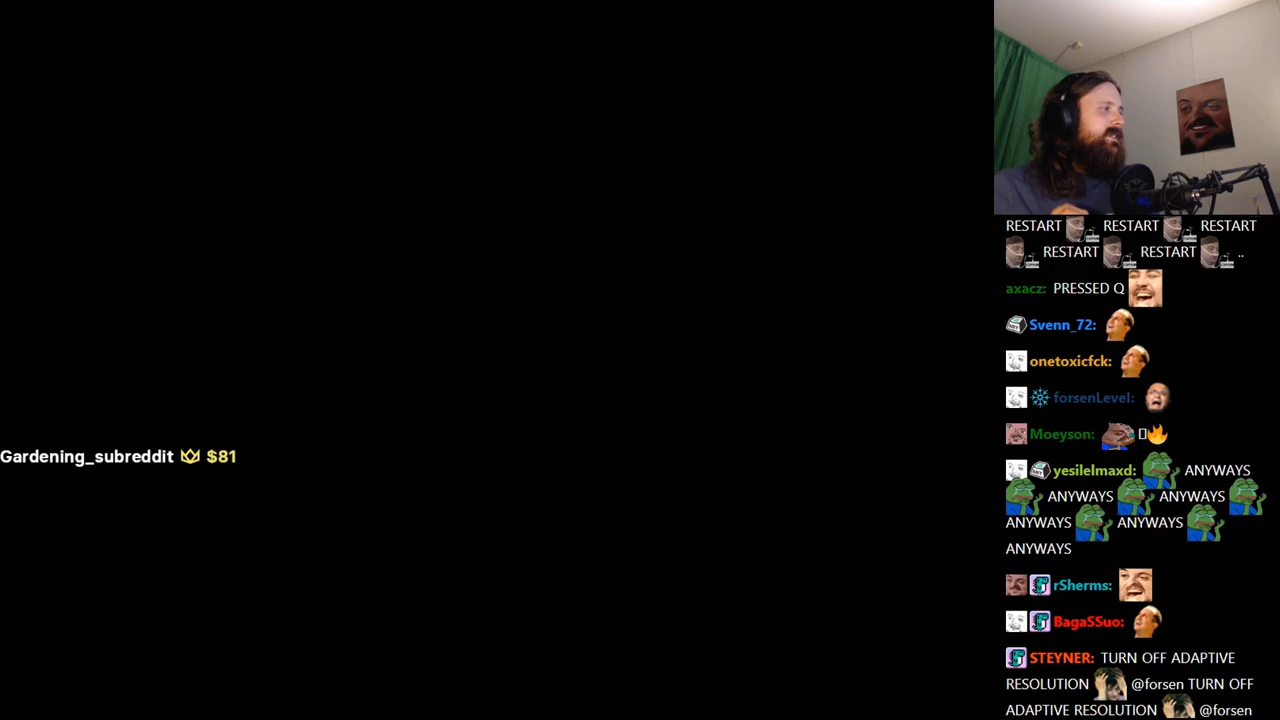 RESTART RESTART RESTART
RESTART RESTART ..
axacz: PRESSED Q
Svenn_72:
onetoxicfck:
forsenLevel:
Moeyson:
Gardening_subreddit $81
yesilelmaxd: ANYWAYS
ANYWAYS ANYWAYS
ANYWAYS ANYWAYS
ANYWAYS
rSherms:
BagaSSuo:
STEYNER: TURN OFF ADAPTIVE
RESOLUTION @forsen TURN OFF
ADAPTIVE RESOLUTION @forsen